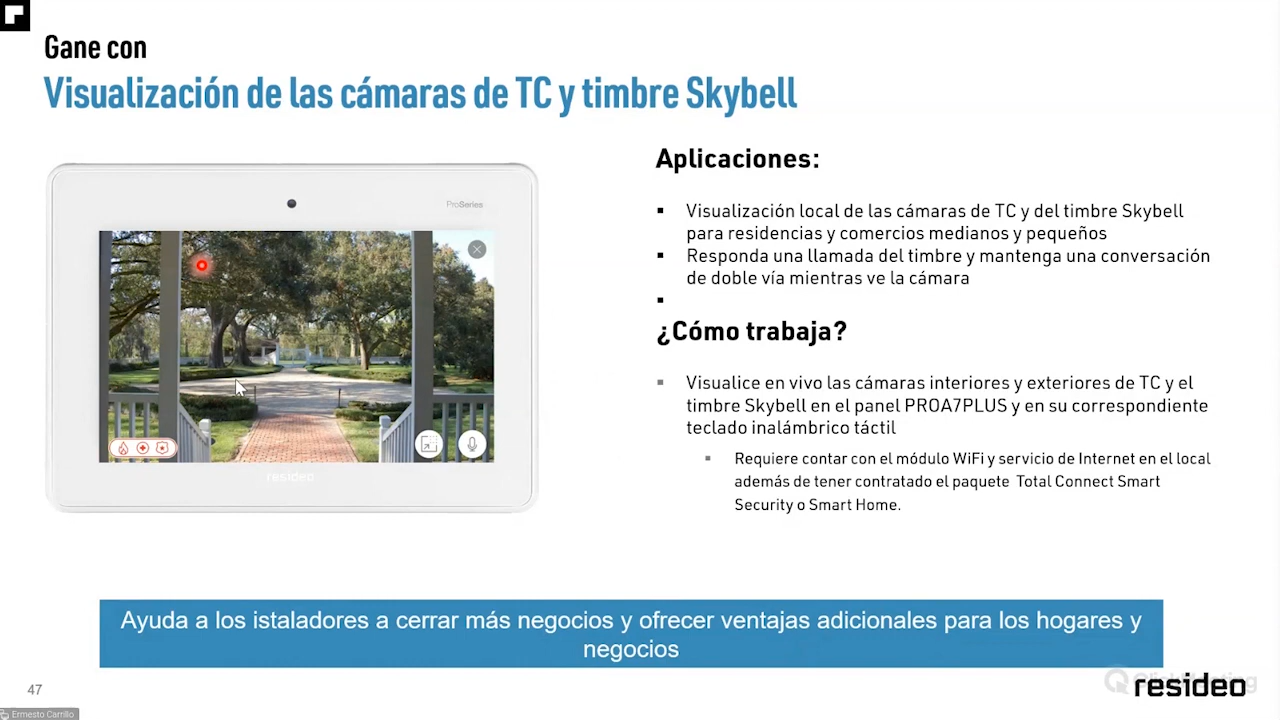 Gane con
Visualización de las cámaras de TC y timbre Skybell
ProSeries
resideo
Aplicaciones:
Visualización local de las cámaras de TC y del timbre Skybell
para residencias y comercios medianos y pequeños
Responda una llamada del timbre y mantenga una conversación
de doble vía mientras ve la cámara
¿Cómo trabaja?
Visualice en vivo las cámaras interiores y exteriores de TC y el
timbre Skybell en el panel PROA7PLUS y en su correspondiente
teclado inalámbrico táctil
Requiere contar con el módulo WiFi y servicio de Internet en el local
además de tener contratado el paquete Total Connect Smart
Security o Smart Home.
Ayuda a los istaladores a cerrar más negocios y ofrecer ventajas adicionales para los hogares y
negocios
47
resideo
Ermesto Carrillo